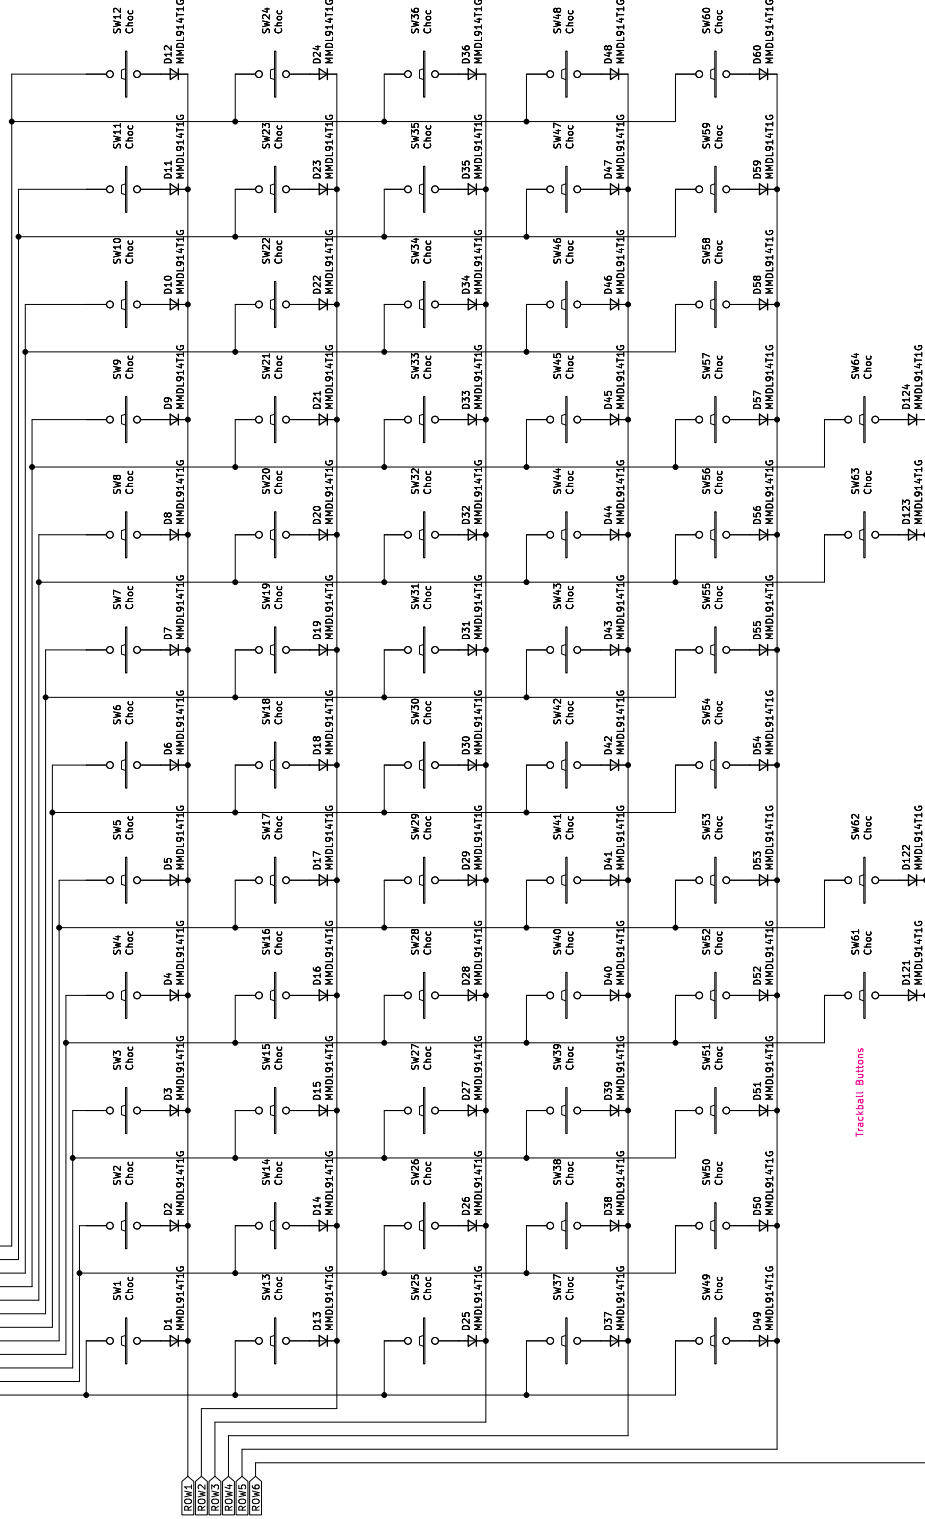 SW1 SW2 SW3 SW4 SW5 SW6 SW7 SW8 SW9 SW10 SW11 SW12
Choc Choc Choc Choc Choc Choc Choc Choc Choc Choc Choc Choc
D1 D2 D3 D4 D5 D6 D7 D8 D9 D10 D11 D12
MMDL914T1G MMDL914T1G MMDL914T1G MMDL914T1G MMDL914T1G MMDL914T1G MMDL914T1G MMDL914T1G MMDL914T1G MMDL914T1G MMDL914T1G MMDL914T1G
ROW1
ROW2
ROW3
ROW4
ROW5
ROW6
SW13 SW14 SW15 SW16 SW17 SW18 SW19 SW20 SW21 SW22 SW23 SW24
Choc Choc Choc Choc Choc Choc Choc Choc Choc Choc Choc Choc
D13 D14 D15 D16 D17 D18 D19 D20 D21 D22 D23 D24
MMDL914T1G MMDL914T1G MMDL914T1G MMDL914T1G MMDL914T1G MMDL914T1G MMDL914T1G MMDL914T1G MMDL914T1G MMDL914T1G MMDL914T1G MMDL914T1G
SW25 SW26 SW27 SW28 SW29 SW30 SW31 SW32 SW33 SW34 SW35 SW36
Choc Choc Choc Choc Choc Choc Choc Choc Choc Choc Choc Choc
D25 D26 D27 D28 D29 D30 D31 D32 D33 D34 D35 D36
MMDL914T1G MMDL914T1G MMDL914T1G MMDL914T1G MMDL914T1G MMDL914T1G MMDL914T1G MMDL914T1G MMDL914T1G MMDL914T1G MMDL914T1G MMDL914T1G
SW37 SW38 SW39 SW40 SW41 SW42 SW43 SW44 SW45 SW46 SW47 SW48
Choc Choc Choc Choc Choc Choc Choc Choc Choc Choc Choc Choc
D37 D38 D39 D40 D41 D42 D43 D44 D45 D46 D47 D48
MMDL914T1G MMDL914T1G MMDL914T1G MMDL914T1G MMDL914T1G MMDL914T1G MMDL914T1G MMDL914T1G MMDL914T1G MMDL914T1G MMDL914T1G MMDL914T1G
SW49 SW50 SW51 SW52 SW53 SW54 SW55 SW56 SW57 SW58 SW59 SW60
Choc Choc Choc Choc Choc Choc Choc Choc Choc Choc Choc Choc
D49 D50 D51 D52 D53 D54 D55 D56 D57 D58 D59 D60
MMDL914T1G MMDL914T1G MMDL914T1G MMDL914T1G MMDL914T1G MMDL914T1G MMDL914T1G MMDL914T1G MMDL914T1G MMDL914T1G MMDL914T1G MMDL914T1G
Trackball Buttons
SW61 SW62 SW63 SW64
Choc Choc Choc Choc
D121 D122 D123 D124
MMDL914T1G MMDL914T1G MMDL914T1G MMDL914T1G